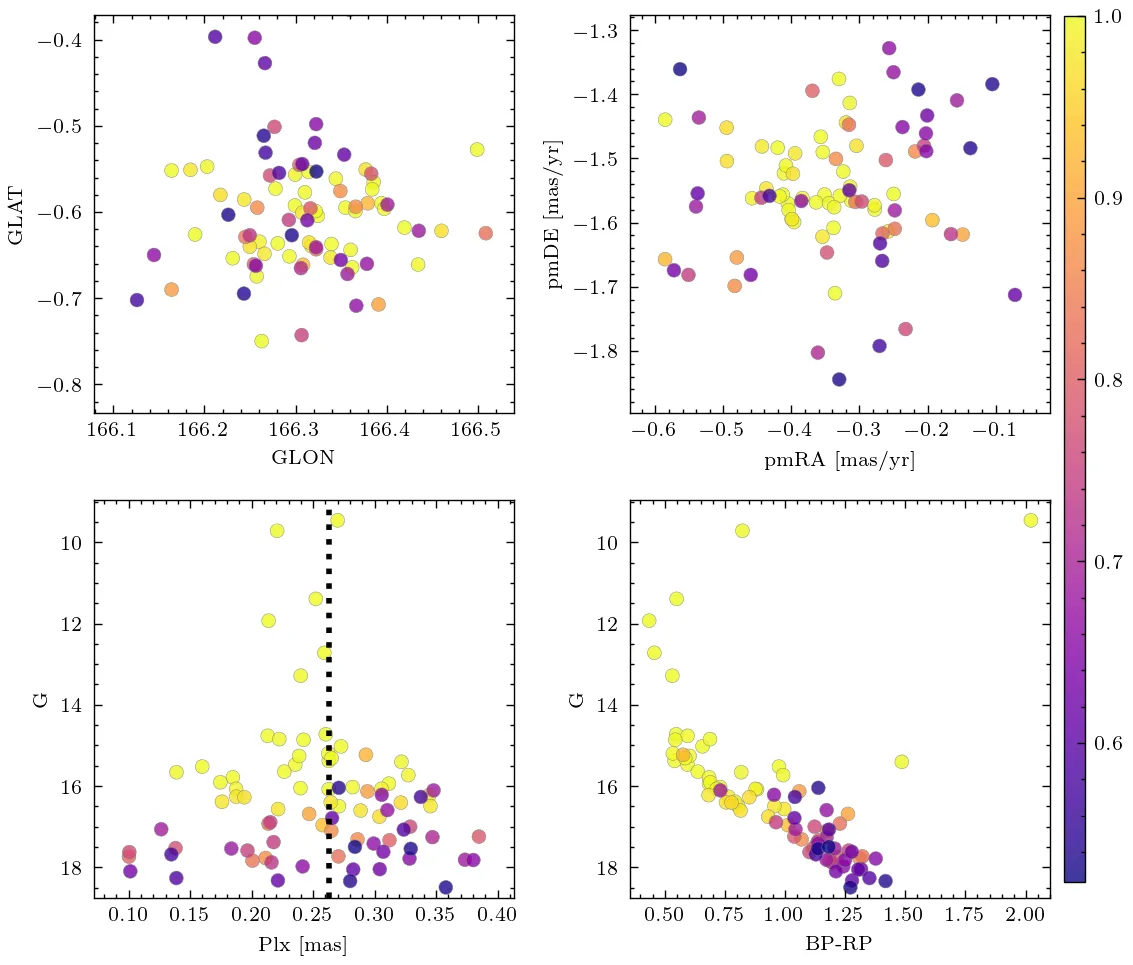 −0.4
−0.5
−0.6
−0.7
−0.8
GLAT
166.1 166.2 166.3 166.4 166.5
GLON
−1.3
−1.4
−1.5
−1.6
−1.7
−1.8
pmDE [mas/yr]
−0.6 −0.5 −0.4 −0.3 −0.2 −0.1
pmRA [mas/yr]
10
12
14
16
18
G
0.10 0.15 0.20 0.25 0.30 0.35 0.40
Plx [mas]
10
12
14
16
18
G
0.50 0.75 1.00 1.25 1.50 1.75 2.00
BP-RP
1.0
0.9
0.8
0.7
0.6